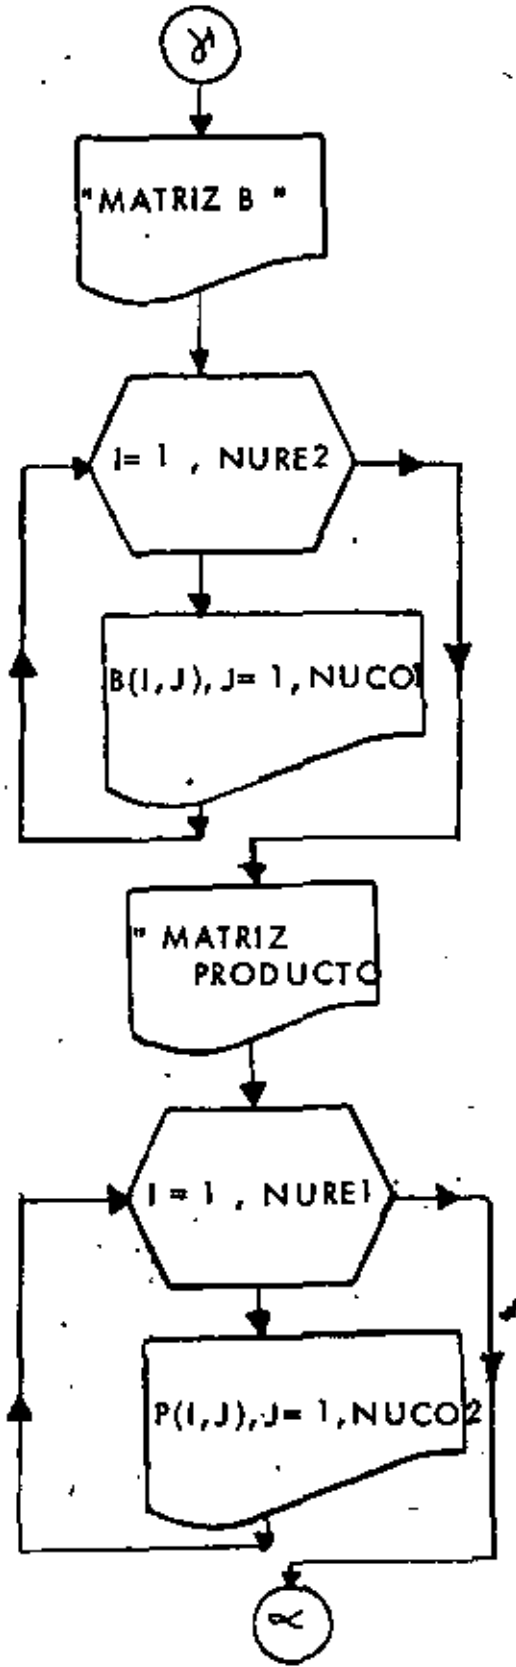 γ
"MATRIZ B "
I= 1 , NURE2
B(I,J),J= 1,NUCO1
" MATRIZ
PRODUCTO
I = 1 , NURE1
P(I,J),J= 1,NUCO2
α